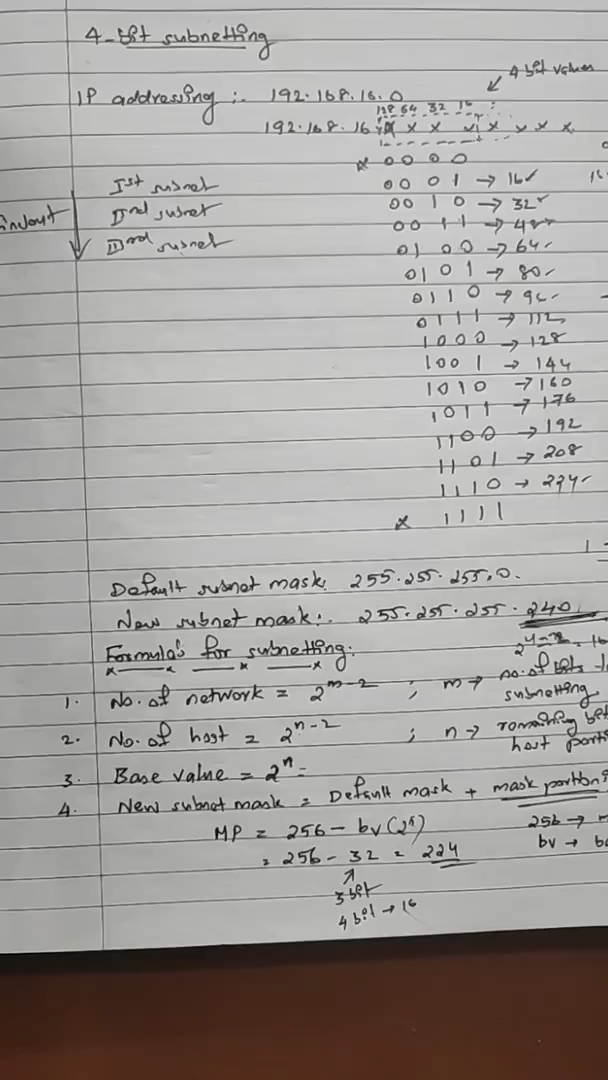 4-bit subnetting
IP addressing :- 192.168.16.0
4 bit values
128 64 32 16
192.168.16. x x x x x x x x
x 0 0 0 0
Ist subnet 0 0 0 1 → 16
IInd subnet 0 0 1 0 → 32
IIIrd subnet 0 0 1 1 → 48
0 1 0 0 → 64
0 1 0 1 → 80
0 1 1 0 → 96
0 1 1 1 → 112
1 0 0 0 → 128
1 0 0 1 → 144
1 0 1 0 → 160
1 0 1 1 → 176
1 1 0 0 → 192
1 1 0 1 → 208
1 1 1 0 → 224
x 1 1 1 1
Default subnet mask: 255.255.255.0.
New subnet mask:. 255.255.255.240
Formula's for subnetting:
1. No. of network = 2^m-2 ; m → no. of bits
subnetting
2. No. of host = 2^n-2 ; n → remaining
host
3. Base value = 2^n =
4. New subnet mask = Default mask + mask portion
MP = 256 - bv (2^n)
= 256 - 32 = 224
256 →
bv →
3 bit
4 bit → 16